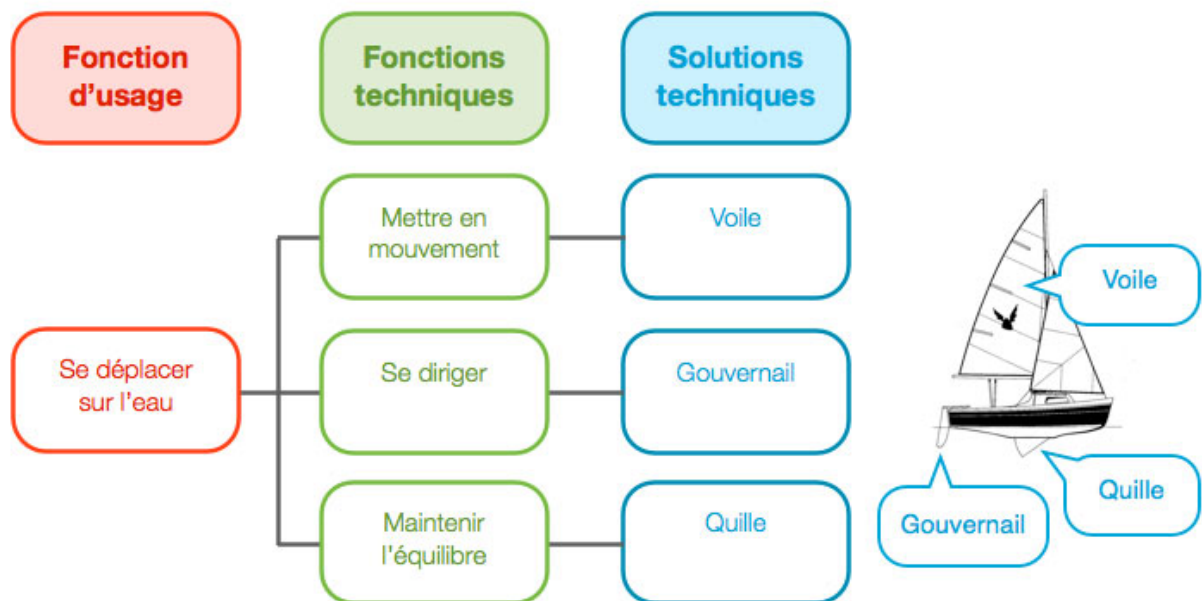 Fonction
d'usage
Fonctions
techniques
Solutions
techniques
Mettre en
mouvement
Voile
Se déplacer
sur l'eau
Se diriger
Gouvernail
Maintenir
l'équilibre
Quille
Voile
Quille
Gouvernail